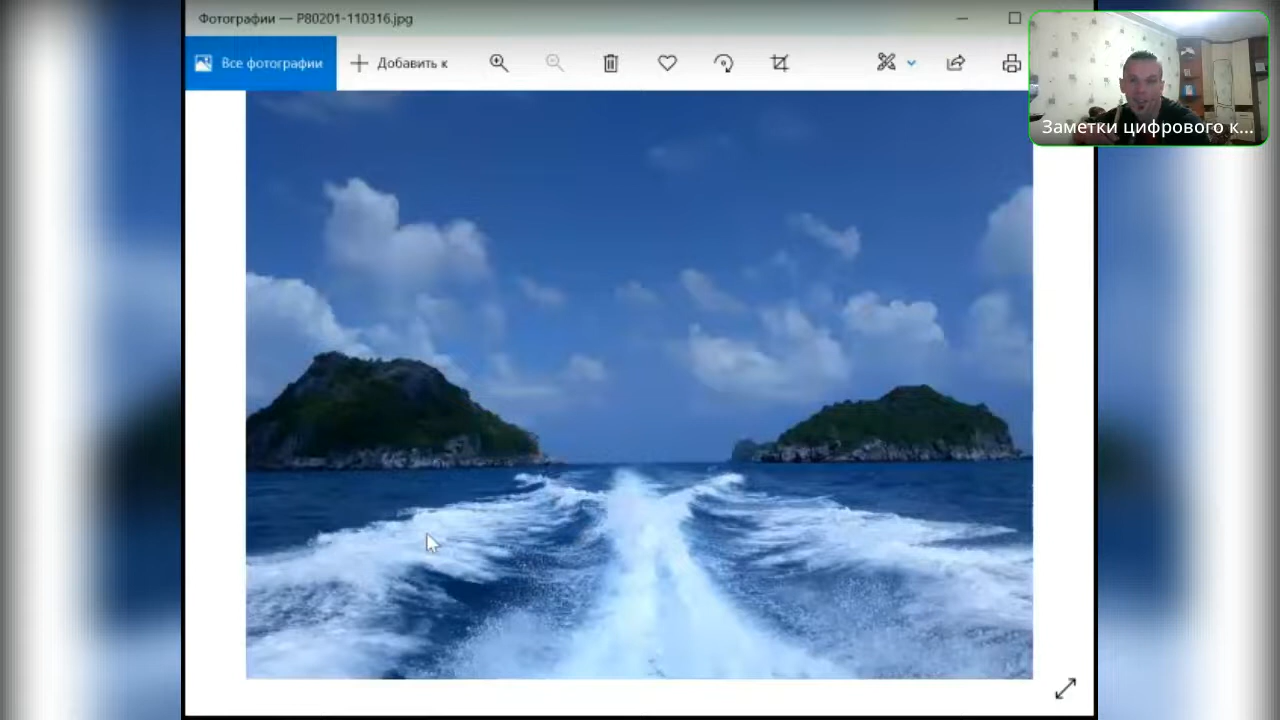 Фотографии — P80201-110316.jpg
Все фотографии
Добавить к
Заметки цифрового к...